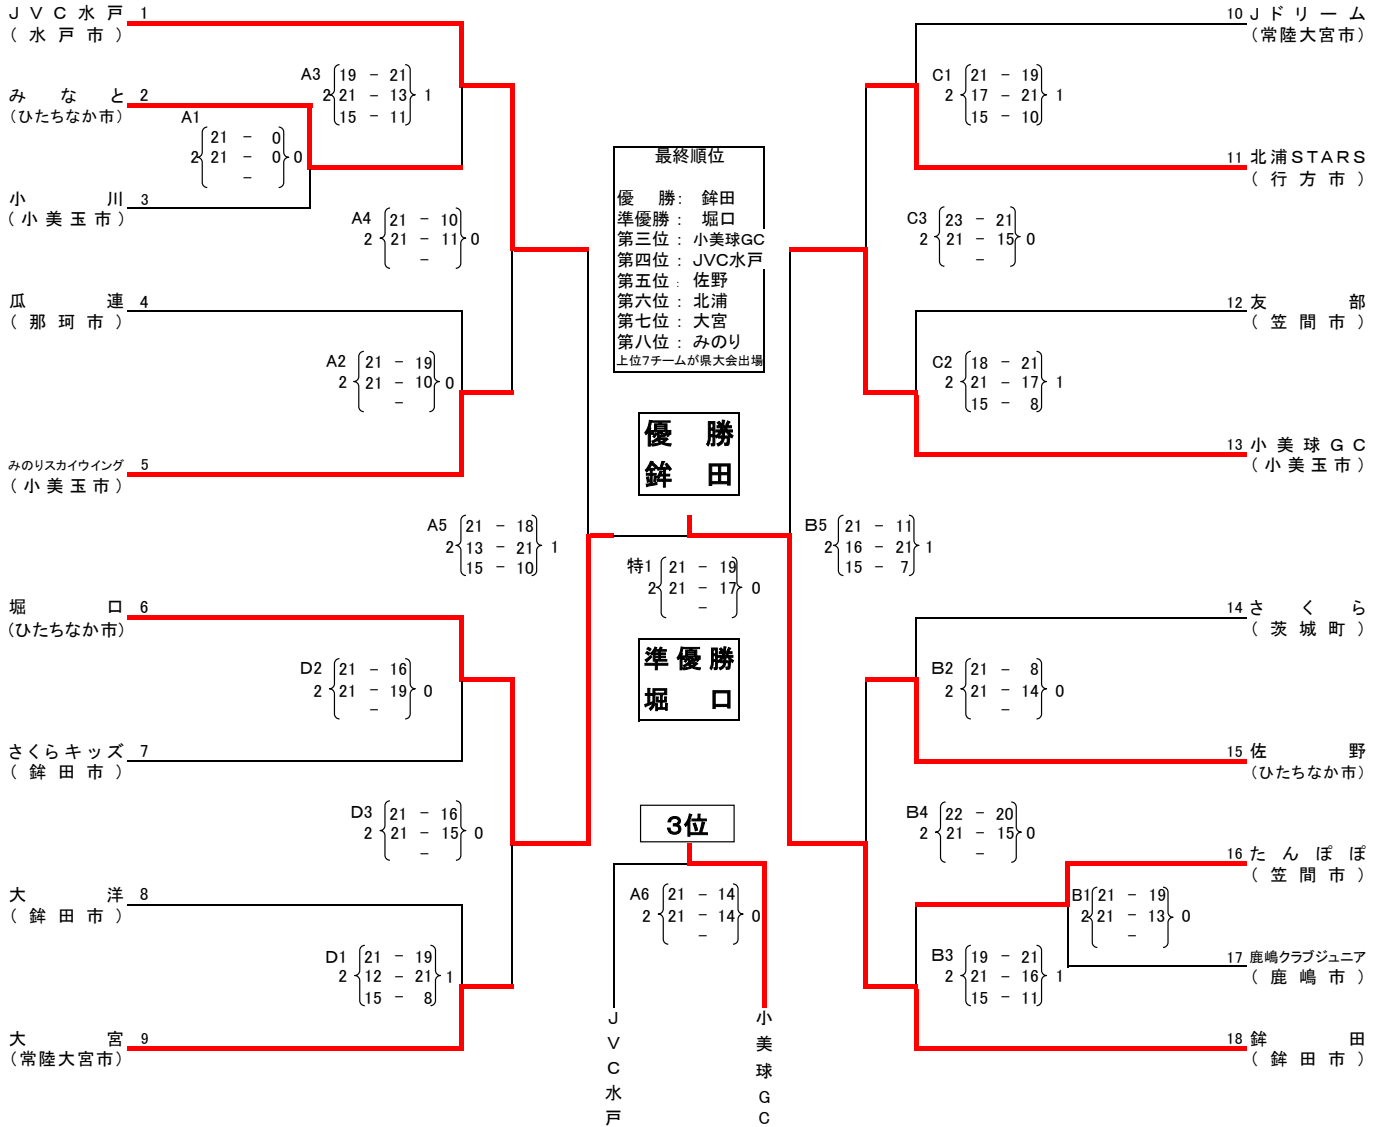 JVC水戸 1
(水戸市)
みなと 2
(ひたちなか市)
小川 3
(小美玉市)
瓜連 4
(那珂市)
みのりスカイウイング 5
(小美玉市)
堀口 6
(ひたちなか市)
さくらキッズ 7
(鉾田市)
大洋 8
(鉾田市)
大宮 9
(常陸大宮市)
A1
21 - 0
2 21 - 0 0
-
A3 19 - 21
2 21 - 13 1
15 - 11
A4 21 - 10
2 21 - 11 0
-
A2 21 - 19
2 21 - 10 0
-
A5 21 - 18
2 13 - 21 1
15 - 10
D2 21 - 16
2 21 - 19 0
-
D3 21 - 16
2 21 - 15 0
-
D1 21 - 19
2 12 - 21 1
15 - 8
最終順位
優勝: 鉾田
準優勝: 堀口
第三位: 小美球GC
第四位: JVC水戸
第五位: 佐野
第六位: 北浦
第七位: 大宮
第八位: みのり
上位7チームが県大会出場
優勝
鉾田
特1 21 - 19
2 21 - 17 0
-
準優勝
堀口
3位
A6 21 - 14
2 21 - 14 0
-
JVC水戸
小美球GC
10 Jドリーム
(常陸大宮市)
11 北浦STARS
(行方市)
12 友部
(笠間市)
13 小美球GC
(小美玉市)
14 さくら
(茨城町)
15 佐野
(ひたちなか市)
16 たんぽぽ
(笠間市)
17 鹿嶋クラブジュニア
(鹿嶋市)
18 鉾田
(鉾田市)
C1 21 - 19
2 17 - 21 1
15 - 10
C3 23 - 21
2 21 - 15 0
-
C2 18 - 21
2 21 - 17 1
15 - 8
B5 21 - 11
2 16 - 21 1
15 - 7
B2 21 - 8
2 21 - 14 0
-
B4 22 - 20
2 21 - 15 0
-
B1 21 - 19
2 21 - 13 0
-
B3 19 - 21
2 21 - 16 1
15 - 11